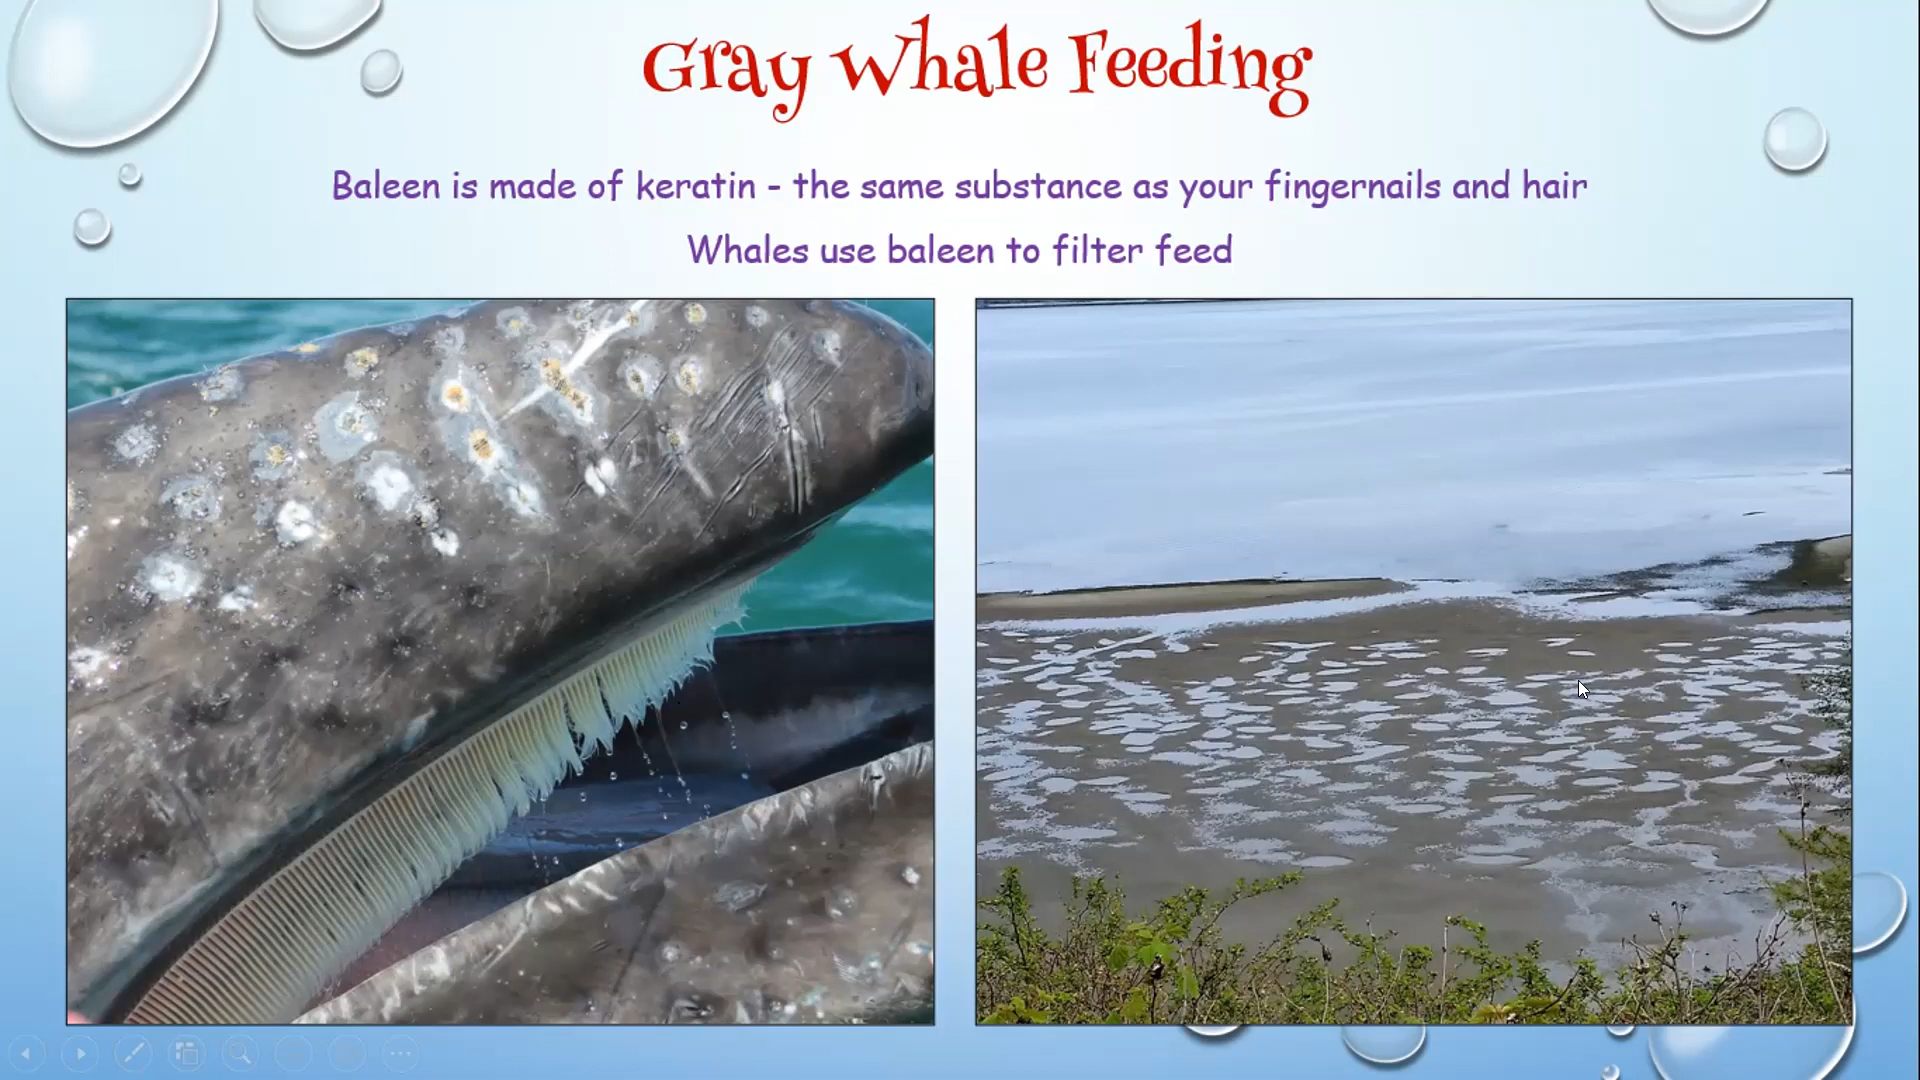 Gray Whale Feeding
Baleen is made of keratin - the same substance as your fingernails and hair
Whales use baleen to filter feed